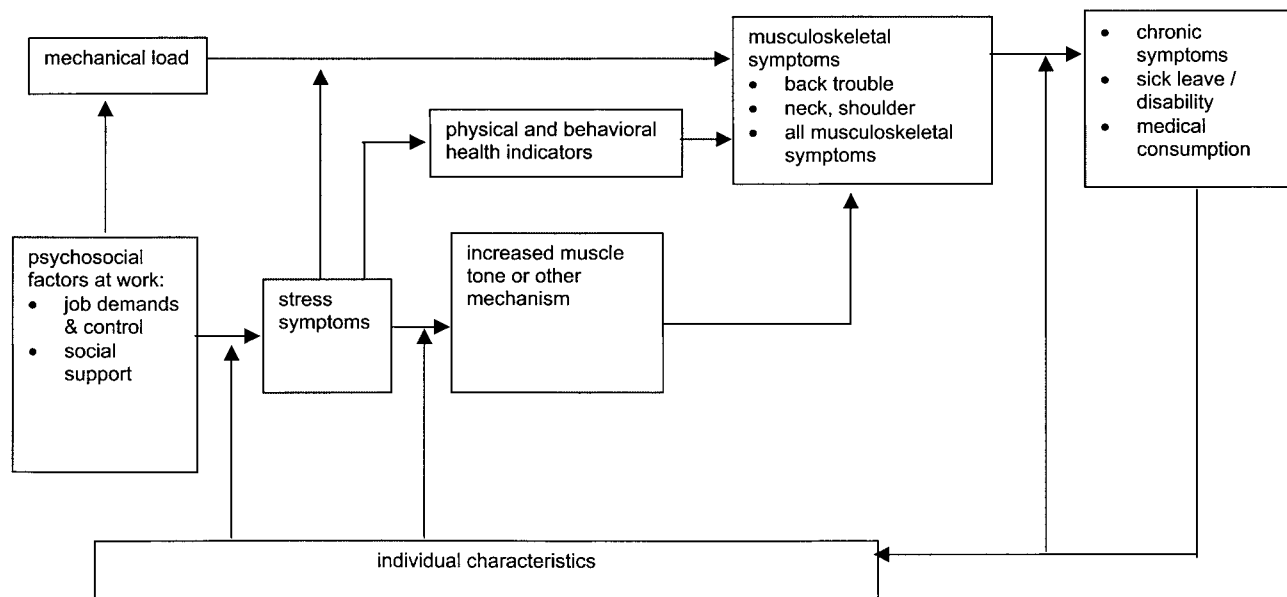 mechanical load
musculoskeletal
symptoms
• back trouble
• neck, shoulder
• all musculoskeletal
symptoms
• chronic
symptoms
• sick leave /
disability
• medical
consumption
physical and behavioral
health indicators
psychosocial
factors at work:
• job demands
& control
• social
support
stress
symptoms
increased muscle
tone or other
mechanism
individual characteristics